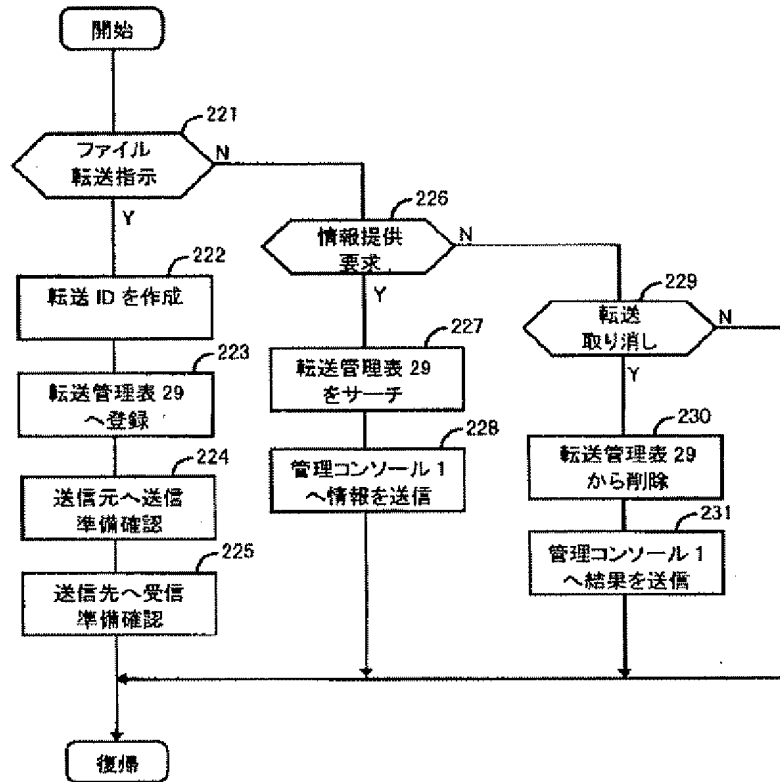 開始
221
ファイル
転送指示
N
Y
222
転送 ID を作成
223
転送管理表 29
へ登録
224
送信元へ送信
準備確認
225
送信先へ受信
準備確認
226
情報提供
要求
N
Y
227
転送管理表 29
をサーチ
228
管理コンソール 1
へ情報を送信
229
転送
取り消し
N
Y
230
転送管理表 29
から削除
231
管理コンソール 1
へ結果を送信
復帰